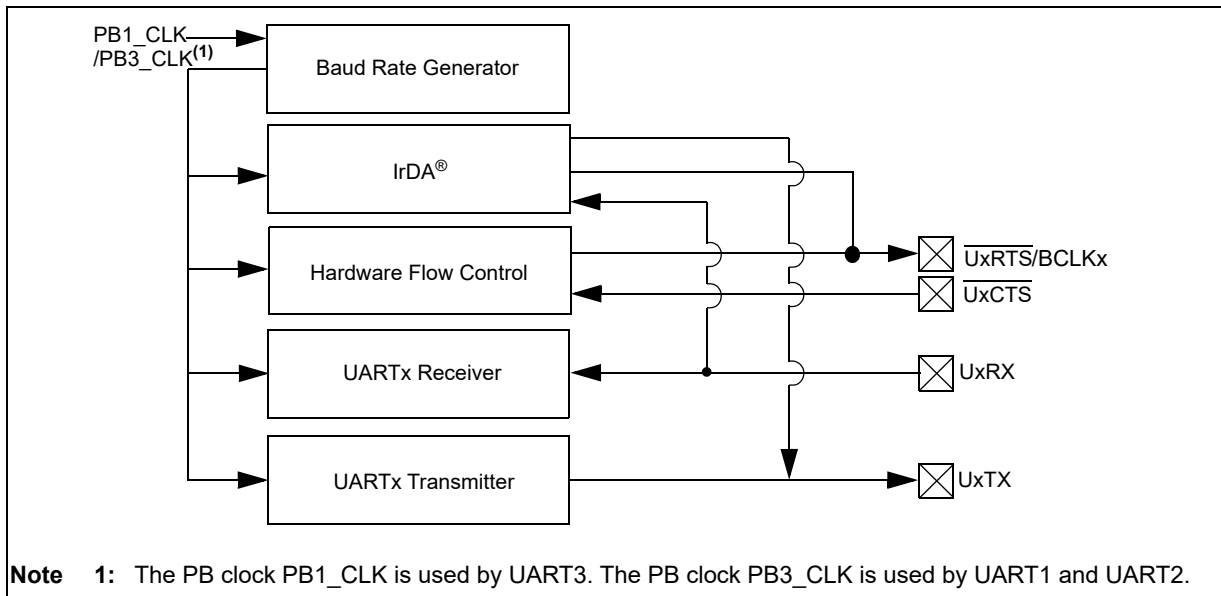 PB1_CLK
/PB3_CLK(1)
Baud Rate Generator
IrDA®
Hardware Flow Control
UxRTS/BCLKx
UxCTS
UARTx Receiver
UxRX
UARTx Transmitter
UxTX
Note 1: The PB clock PB1_CLK is used by UART3. The PB clock PB3_CLK is used by UART1 and UART2.